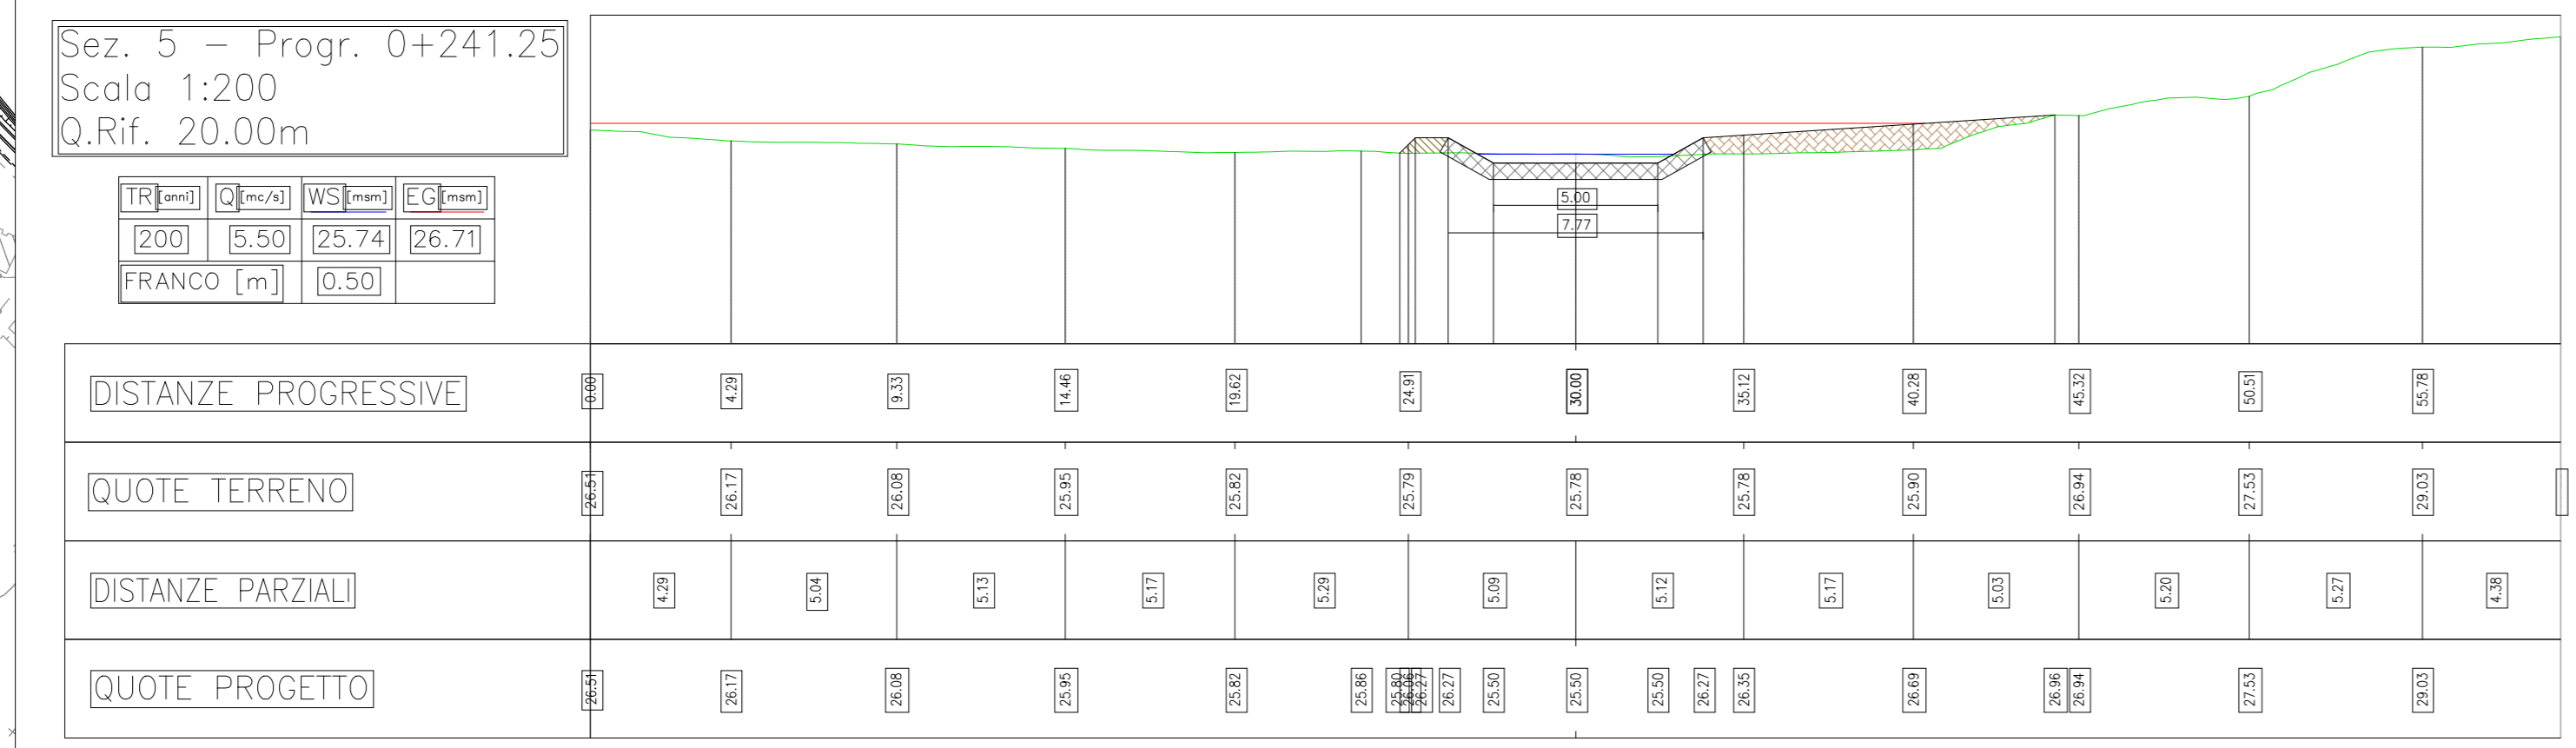 Sez. 5 - Progr. 0+241.25
Scala 1:200
Q.Rif. 20.00m
TR [anni] Q [mc/s] WS [msm] EG [msm]
200 5.50 25.74 26.71
FRANCO [m] 0.50
5.00
7.77
DISTANZE PROGRESSIVE 0.00 4.29 9.33 14.46 19.62 24.91 30.00 35.12 40.28 45.32 50.51 55.78
QUOTE TERRENO 26.51 26.17 26.08 25.95 25.82 25.79 25.78 25.78 25.90 26.94 27.53 29.03
DISTANZE PARZIALI 4.29 5.04 5.13 5.17 5.29 5.09 5.12 5.17 5.03 5.20 5.27 4.38
QUOTE PROGETTO 26.51 26.17 26.08 25.95 25.82 25.86 25.80 26.06 26.27 26.27 25.50 25.50 25.50 26.27 26.35 26.69 26.96 26.94 27.53 29.03